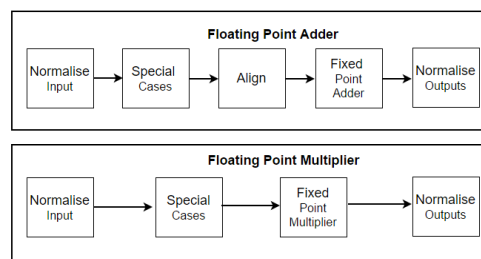 Floating Point Adder
Normalise
Input
Special
Cases
Align
Fixed
Point
Adder
Normalise
Outputs
Floating Point Multiplier
Normalise
Input
Special
Cases
Fixed
Point
Multiplier
Normalise
Outputs